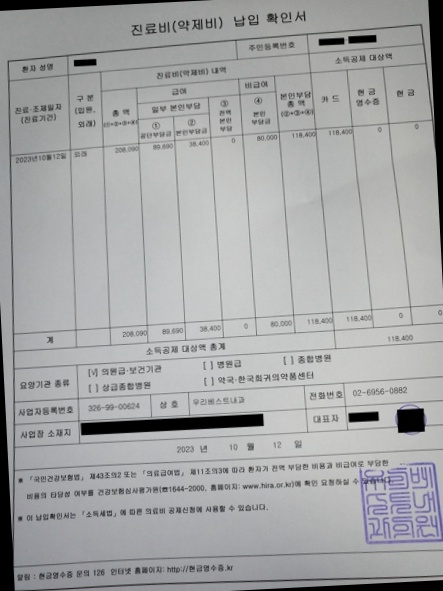 진료비(약제비) 납입 확인서
환자 성명
주민등록번호
진료·조제일자
(진료기간)
구 분
(입원,
외래)
진료비(약제비) 내역
소득공제 대상액
급여
비급여
일부 본인부담
총 액
(①+②+③+④)
①
공단부담금
②
본인부담금
③
전액
본인
부담
④
본인
부담금
본인부담
총 액
(②+③+④)
카 드
현 금
영수증
현 금
2023년10월12일 외래 208,090 89,690 38,400 0 80,000 118,400 118,400 0 0
계 208,090 89,690 38,400 0 80,000 118,400 118,400 0 0
소득공제 대상액 총계 118,400
요양기관 종류
[√] 의원급·보건기관 [ ] 병원급 [ ] 종합병원
[ ] 상급종합병원 [ ] 약국·한국희귀의약품센터
사업자등록번호 326-99-00624 상 호 우리베스트내과 전화번호 02-6956-0882
사업장 소재지 대표자
2023 년 10 월 12 일
※ 「국민건강보험법」 제43조의2 또는 「의료급여법」 제11조의3에 따라 환자가 전액 부담한 비용과 비급여로 부담한
비용의 타당성 여부를 건강보험심사평가원(☎1644-2000, 홈페이지: www.hira.or.kr)에 확인 요청하실 수 있습니다.
※ 이 납입확인서는 「소득세법」에 따른 의료비 공제신청에 사용할 수 있습니다.
알림 : 현금영수증 문의 126 인터넷 홈페이지: http://현금영수증.kr